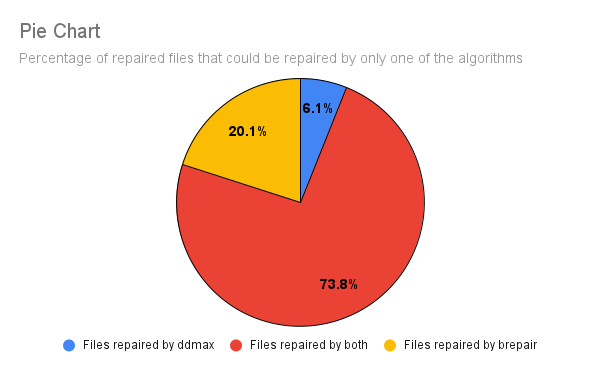 Pie Chart
Percentage of repaired files that could be repaired by only one of the algorithms
6.1%
20.1%
73.8%
Files repaired by ddmax Files repaired by both Files repaired by brepair